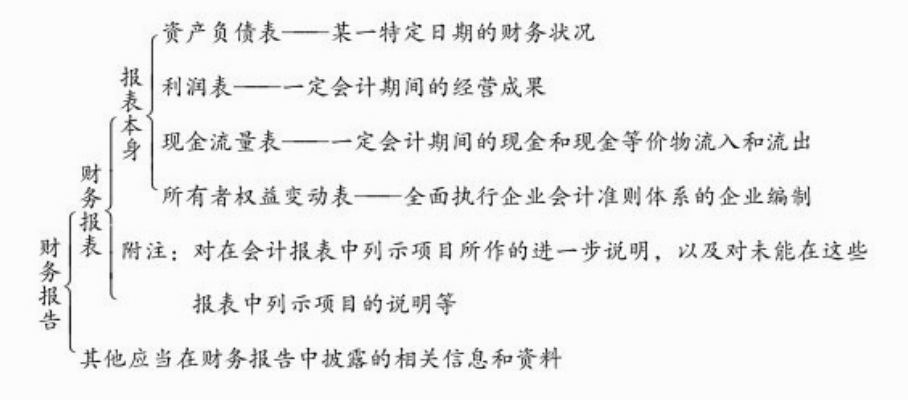 资产负债表——某一特定日期的财务状况
报表本身
利润表——一定会计期间的经营成果
现金流量表——一定会计期间的现金和现金等价物流入和流出
财务报表
所有者权益变动表——全面执行企业会计准则体系的企业编制
财务报告
附注：对在会计报表中列示项目所作的进一步说明，以及对未能在这些
报表中列示项目的说明等
其他应当在财务报告中披露的相关信息和资料